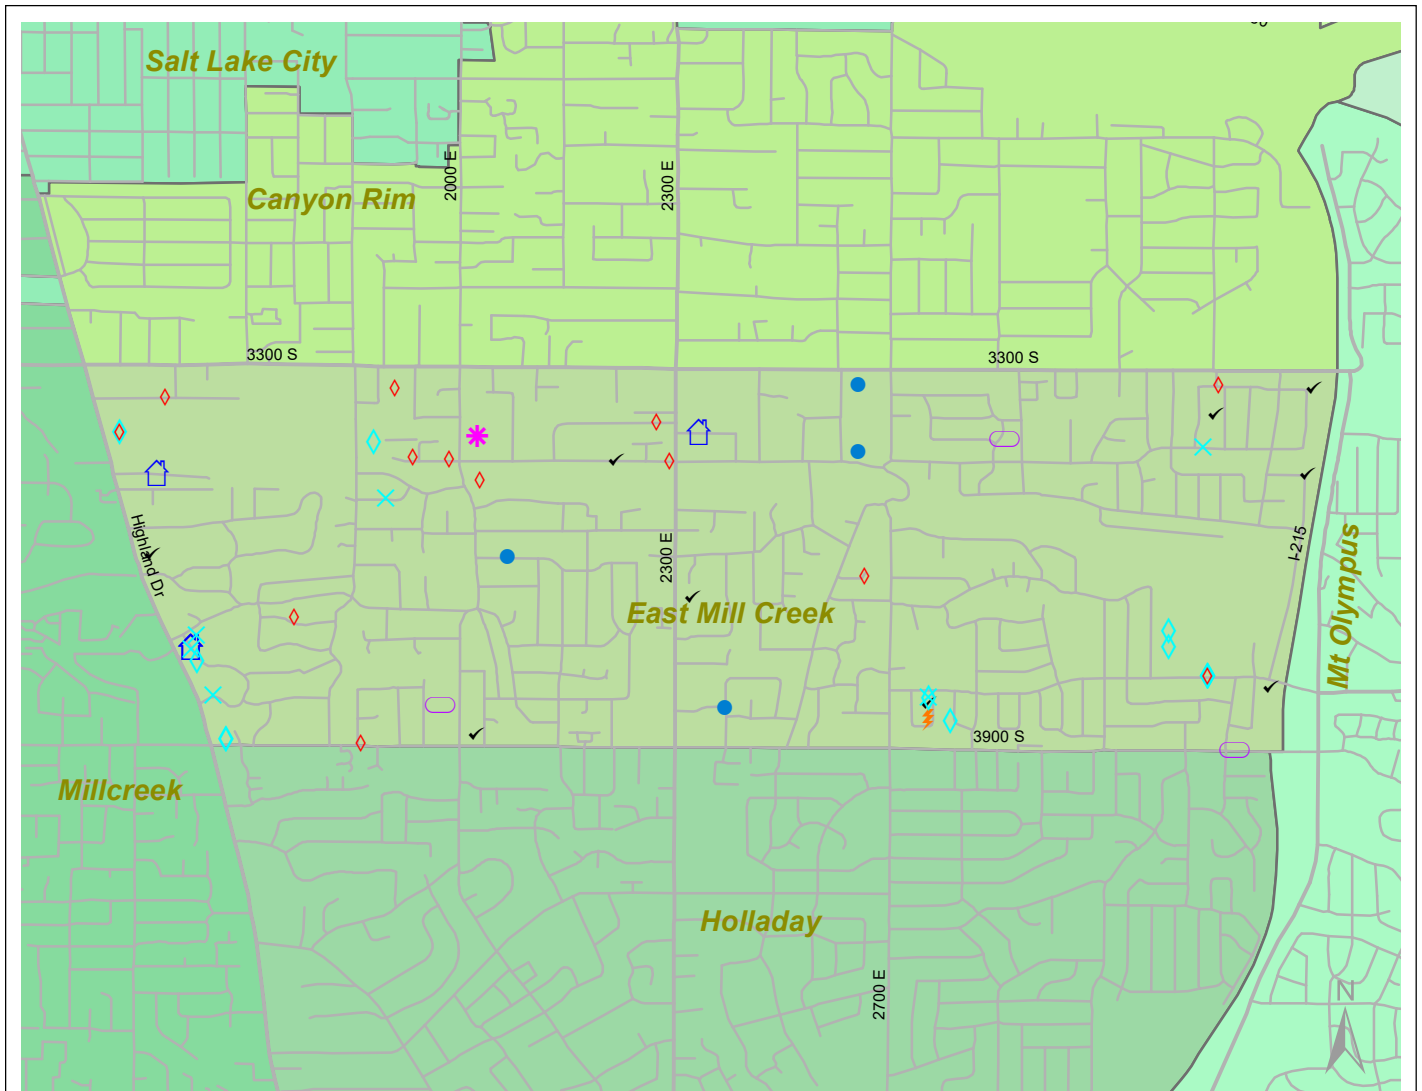 Salt Lake City
2000 E
2300 E
Canyon Rim
3300 S
3300 S
Highland Dr
2300 E
I-215
Mt Olympus
East Mill Creek
3900 S
Millcreek
Holladay
2700 E
N